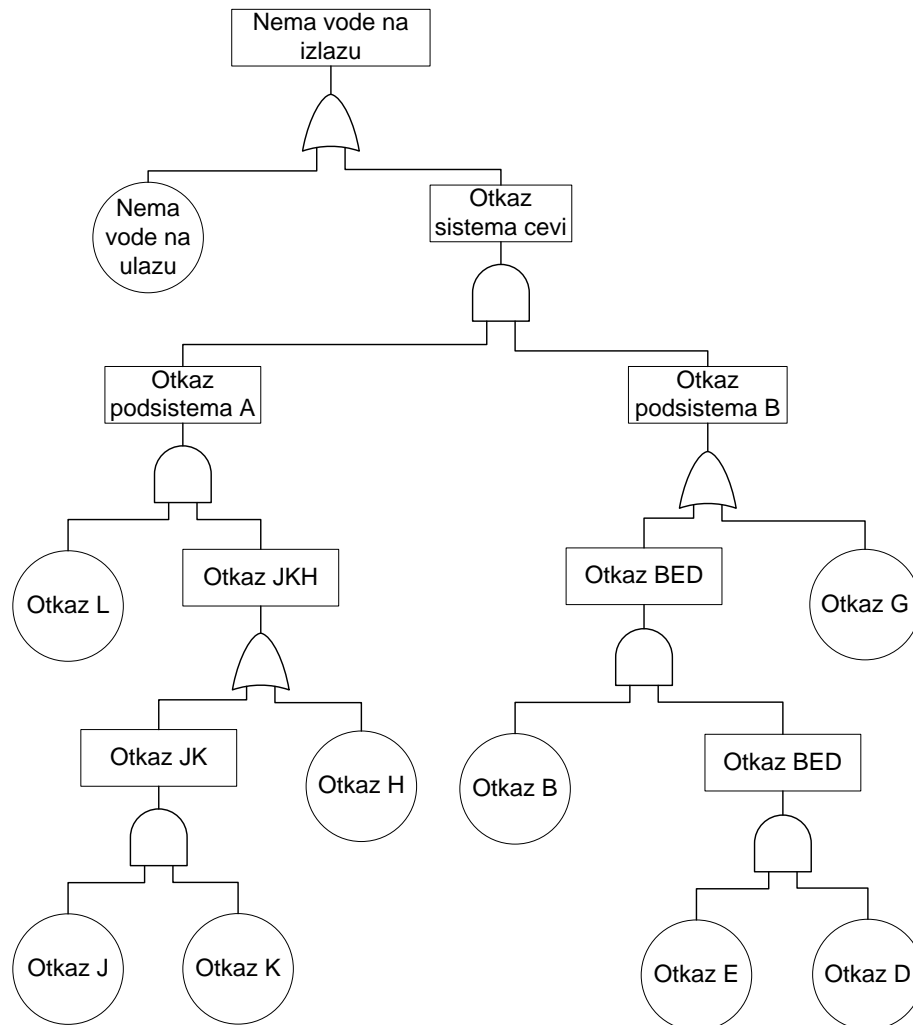 Nema vode na
izlazu
Nema
vode na
ulazu
Otkaz
sistema cevi
Otkaz
podsistema A
Otkaz
podsistema B
Otkaz L
Otkaz JKH
Otkaz BED
Otkaz G
Otkaz JK
Otkaz H
Otkaz B
Otkaz BED
Otkaz J
Otkaz K
Otkaz E
Otkaz D